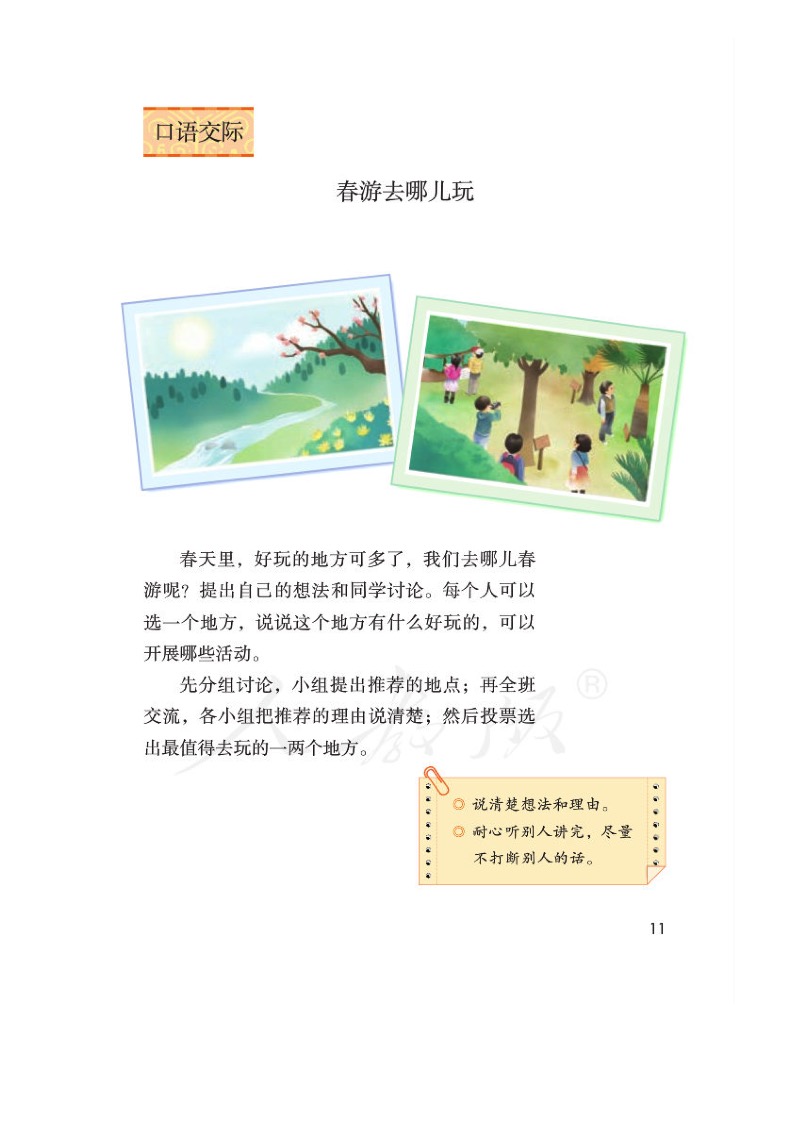 口语交际
春游去哪儿玩
春天里，好玩的地方可多了，我们去哪儿春
游呢？提出自己的想法和同学讨论。每个人可以
选一个地方，说说这个地方有什么好玩的，可以
开展哪些活动。
先分组讨论，小组提出推荐的地点；再全班
交流，各小组把推荐的理由说清楚；然后投票选
出最值得去玩的一两个地方。
人教版®
◎ 说清楚想法和理由。
◎ 耐心听别人讲完，尽量
不打断别人的话。
11